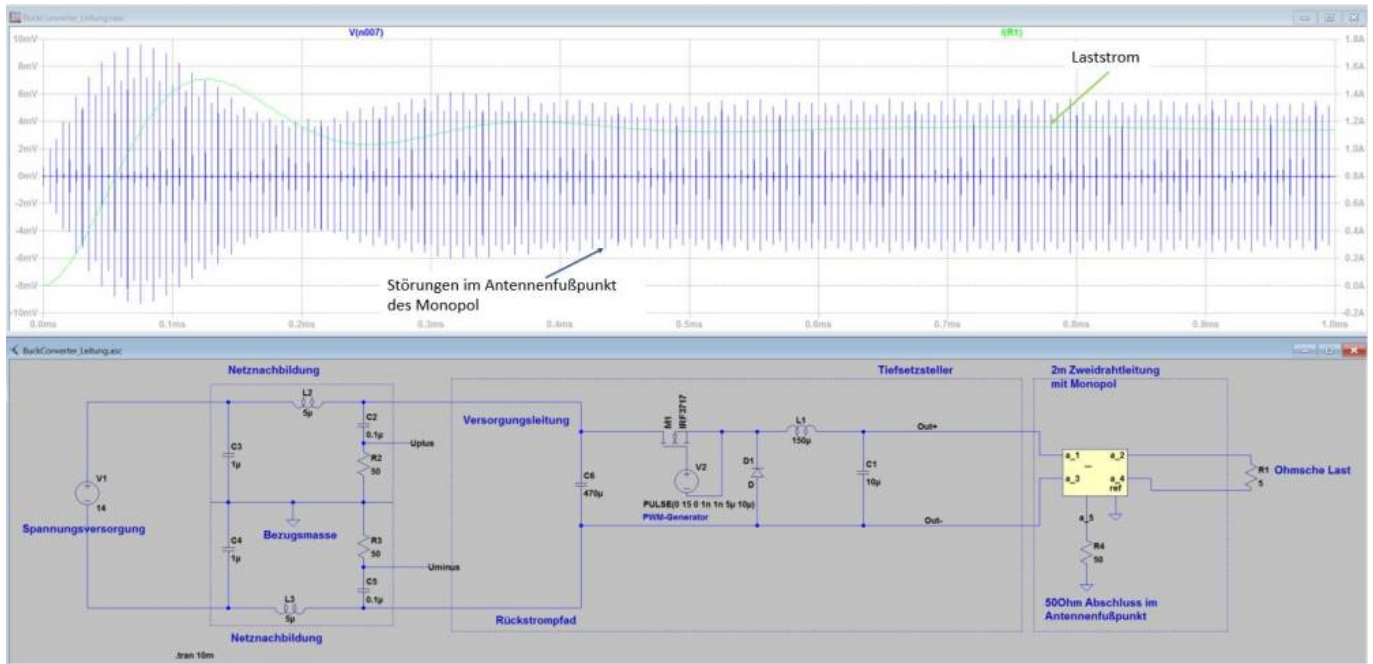 BuckConverter_Leitung.raw
V(n007) I(R1)
10mV 1.8A
8mV 1.6A
6mV 1.4A
4mV 1.2A
2mV 1.0A
0mV 0.8A
-2mV 0.6A
-4mV 0.4A
-6mV 0.2A
-8mV 0.0A
-10mV -0.2A
Laststrom
Störungen im Antennenfußpunkt
des Monopol
0.0ms 0.1ms 0.2ms 0.3ms 0.4ms 0.5ms 0.6ms 0.7ms 0.8ms 0.9ms 1.0ms
BuckConverter_Leitung.asc
Netznachbildung
Tiefsetzsteller
2m Zweidrahtleitung
mit Monopol
L2
5µ
C2
0.1µ
Uplus
R2
50
C3
1µ
V1
14
Spannungsversorgung
Bezugsmasse
C4
1µ
R3
50
Uminus
C5
0.1µ
L3
5µ
Netznachbildung
.tran 10m
Versorgungsleitung
C6
470µ
Rückstrompfad
M1
IRF3717
V2
PULSE(0 15 0 1n 1n 5µ 10µ)
PWM-Generator
D1
D
L1
150µ
C1
10µ
Out+
Out-
a_1 a_2
a_3 a_4
ref
a_5
R1
5
Ohmsche Last
R4
50
50Ohm Abschluss im
Antennenfußpunkt